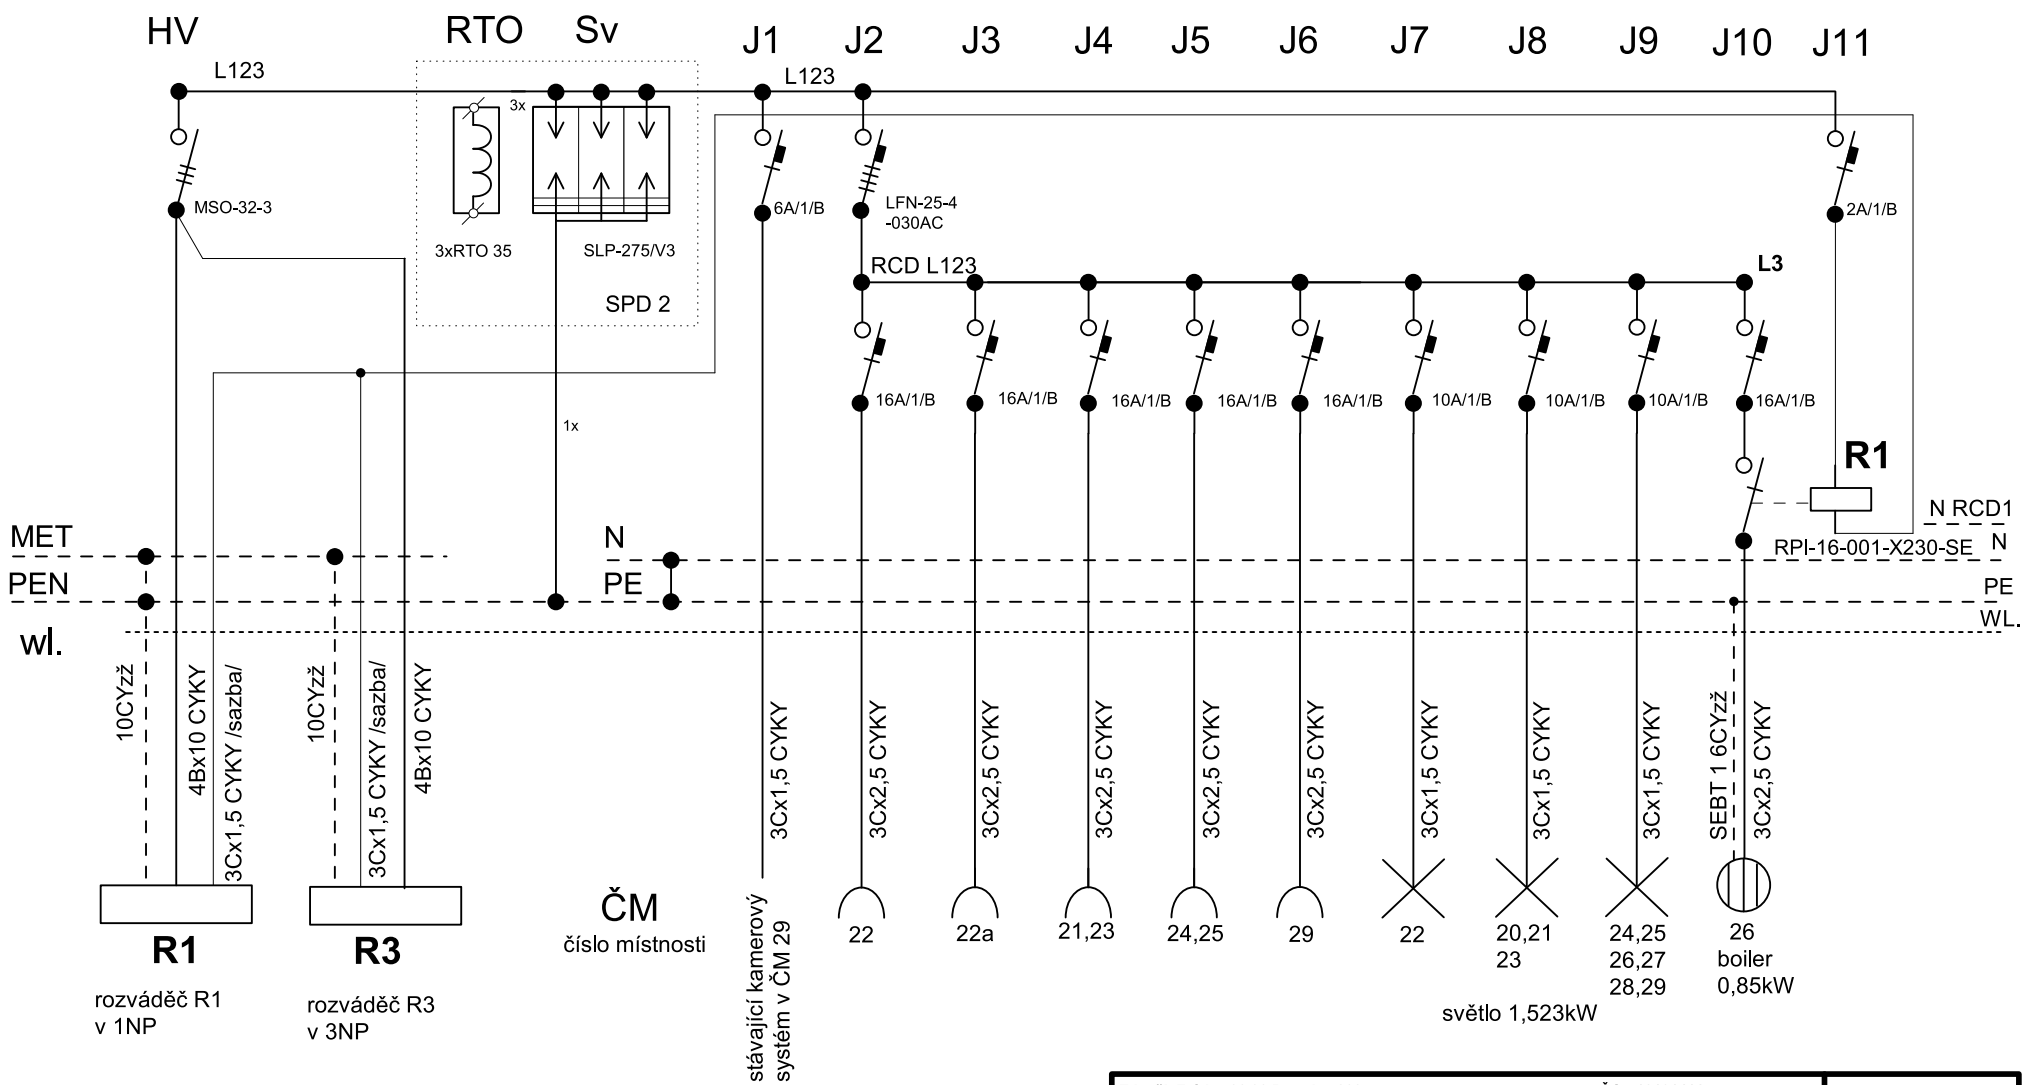 HV RTO Sv J1 J2 J3 J4 J5 J6 J7 J8 J9 J10 J11
L123 L123
3x
MSO-32-3 6A/1/B LFN-25-4 2A/1/B
-030AC
3xRTO 35 SLP-275/V3
RCD L123 L3
SPD 2
16A/1/B 16A/1/B 16A/1/B 16A/1/B 16A/1/B 10A/1/B 10A/1/B 10A/1/B 16A/1/B
1x
R1
N RCD1
MET N RPI-16-001-X230-SE N
PEN PE PE
wl. WL.
10CYzž
4Bx10 CYKY
3Cx1,5 CYKY /sazba/
10CYzž
3Cx1,5 CYKY /sazba/
4Bx10 CYKY
3Cx1,5 CYKY
3Cx2,5 CYKY
3Cx2,5 CYKY
3Cx2,5 CYKY
3Cx2,5 CYKY
3Cx2,5 CYKY
3Cx1,5 CYKY
3Cx1,5 CYKY
3Cx1,5 CYKY
SEBT 1 6CYzž
3Cx2,5 CYKY
R1
rozváděč R1
v 1NP
R3
rozváděč R3
v 3NP
ČM
číslo místnosti
stávající kamerový
systém v ČM 29
22
22a
21,23
24,25
29
22
20,21
23
24,25
26,27
28,29
26
boiler
0,85kW
světlo 1,523kW